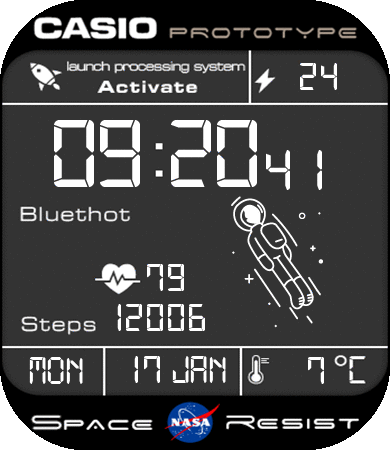 CASIO PROTOTYPE
launch processing system
Activate
24
09:20 41
Bluethot
79
Steps 12006
MON 17 JAN 7 °C
SPACE NASA RESIST